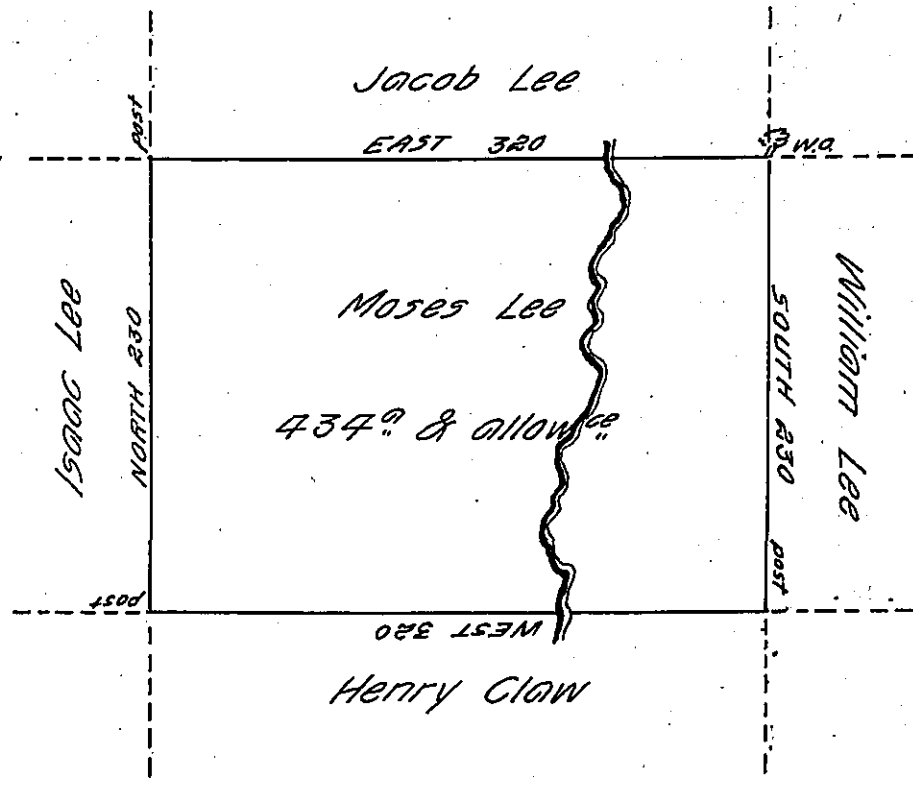 Jacob Lee
post
EAST 320
W.O.
Isaac Lee
NORTH 230
Moses Lee
434a & allowce
SOUTH 230
William Lee
post
post
WEST 320
Henry Claw